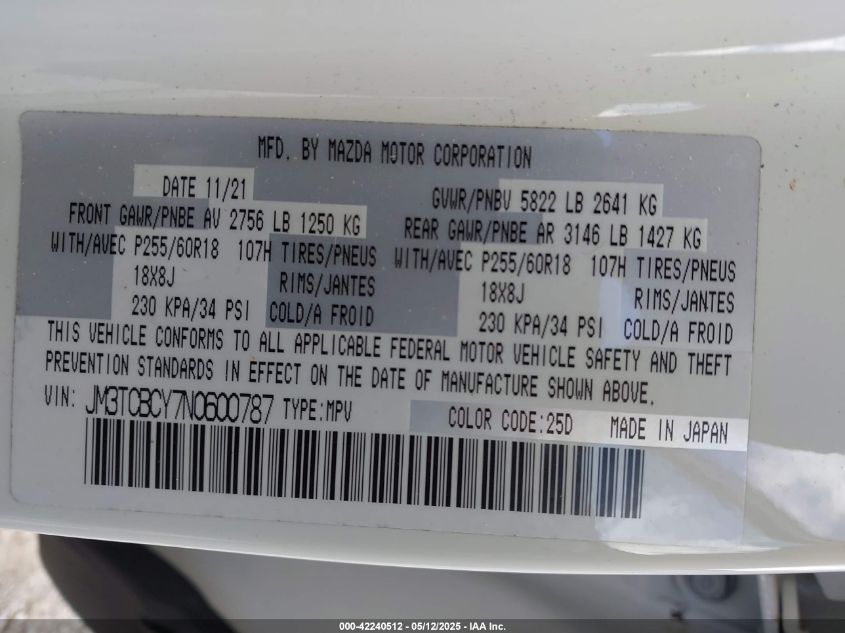 MFD. BY MAZDA MOTOR CORPORATION
DATE 11/21
GVWR/PNBV 5822 LB 2641 KG
FRONT GAWR/PNBE AV 2756 LB 1250 KG
REAR GAWR/PNBE AR 3146 LB 1427 KG
WITH/AVEC P255/60R18 107H TIRES/PNEUS
WITH/AVEC P255/60R18 107H TIRES/PNEUS
18X8J RIMS/JANTES
18X8J RIMS/JANTES
230 KPA/34 PSI COLD/A FROID
230 KPA/34 PSI COLD/A FROID
THIS VEHICLE CONFORMS TO ALL APPLICABLE FEDERAL MOTOR VEHICLE SAFETY AND THEFT
PREVENTION STANDARDS IN EFFECT ON THE DATE OF MANUFACTURE SHOWN ABOVE.
VIN: JM3TCBCY7N0600787 TYPE:MPV
COLOR CODE:25D MADE IN JAPAN
000-42240512 - 05/12/2025 - IAA Inc.